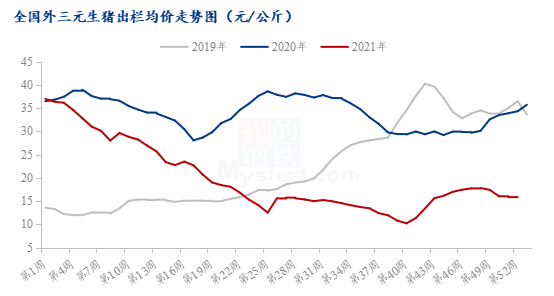 全国外三元生猪出栏均价走势图（元/公斤）
2019年 2020年 2021年
45
40
35
30
25
20
15
10
5
我的钢铁
Mysteel.com
第1周 第4周 第7周 第10周 第13周 第16周 第19周 第22周 第25周 第28周 第31周 第34周 第37周 第40周 第43周 第46周 第49周 第52周